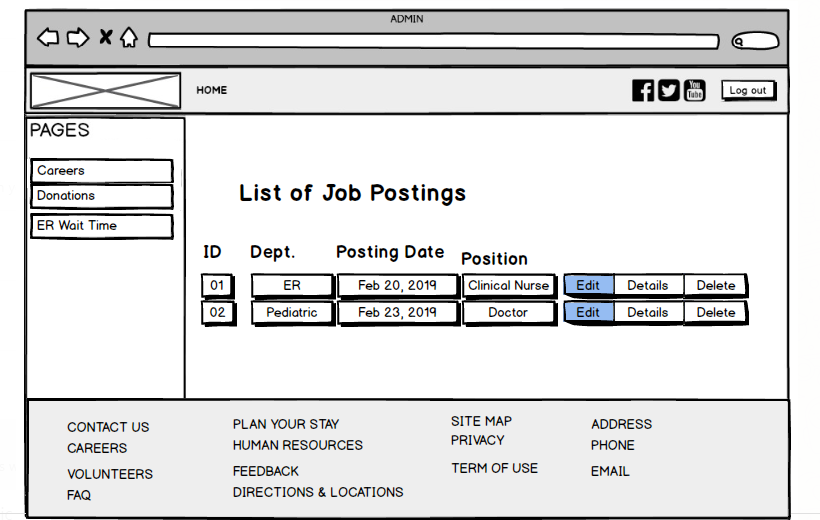 ADMIN
HOME
You
Tube
Log out
PAGES
Careers
Donations
ER Wait Time
List of Job Postings
ID Dept. Posting Date Position
01 ER Feb 20, 2019 Clinical Nurse Edit Details Delete
02 Pediatric Feb 23, 2019 Doctor Edit Details Delete
CONTACT US PLAN YOUR STAY SITE MAP ADDRESS
CAREERS HUMAN RESOURCES PRIVACY PHONE
VOLUNTEERS FEEDBACK TERM OF USE EMAIL
FAQ DIRECTIONS & LOCATIONS